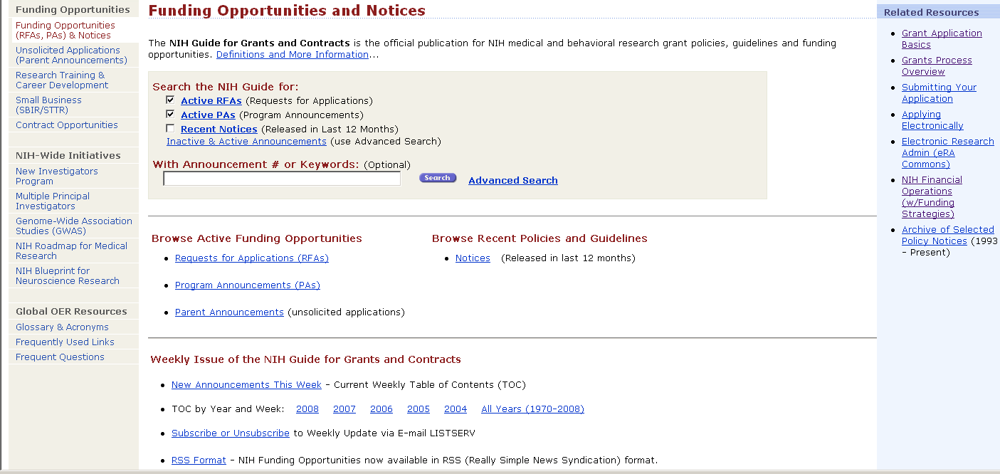 Funding Opportunities
Funding Opportunities
(RFAs, PAs) & Notices
Unsolicited Applications
(Parent Announcements)
Research Training &
Career Development
Small Business
(SBIR/STTR)
Contract Opportunities
NIH-Wide Initiatives
New Investigators
Program
Multiple Principal
Investigators
Genome-Wide Association
Studies (GWAS)
NIH Roadmap for Medical
Research
NIH Blueprint for
Neuroscience Research
Global OER Resources
Glossary & Acronyms
Frequently Used Links
Frequent Questions
Funding Opportunities and Notices
The NIH Guide for Grants and Contracts is the official publication for NIH medical and behavioral research grant policies, guidelines and funding
opportunities. Definitions and More Information...
Search the NIH Guide for:
Active RFAs (Requests for Applications)
Active PAs (Program Announcements)
Recent Notices (Released in Last 12 Months)
Inactive & Active Announcements (use Advanced Search)
With Announcement # or Keywords: (Optional)
Search Advanced Search
Browse Active Funding Opportunities
• Requests for Applications (RFAs)
• Program Announcements (PAs)
• Parent Announcements (unsolicited applications)
Browse Recent Policies and Guidelines
• Notices (Released in last 12 months)
Weekly Issue of the NIH Guide for Grants and Contracts
• New Announcements This Week - Current Weekly Table of Contents (TOC)
• TOC by Year and Week: 2008 2007 2006 2005 2004 All Years (1970-2008)
• Subscribe or Unsubscribe to Weekly Update via E-mail LISTSERV
• RSS Format - NIH Funding Opportunities now available in RSS (Really Simple News Syndication) format.
Related Resources
• Grant Application
Basics
• Grants Process
Overview
• Submitting Your
Application
• Applying
Electronically
• Electronic Research
Admin (eRA
Commons)
• NIH Financial
Operations
(w/Funding
Strategies)
• Archive of Selected
Policy Notices (1993
- Present)